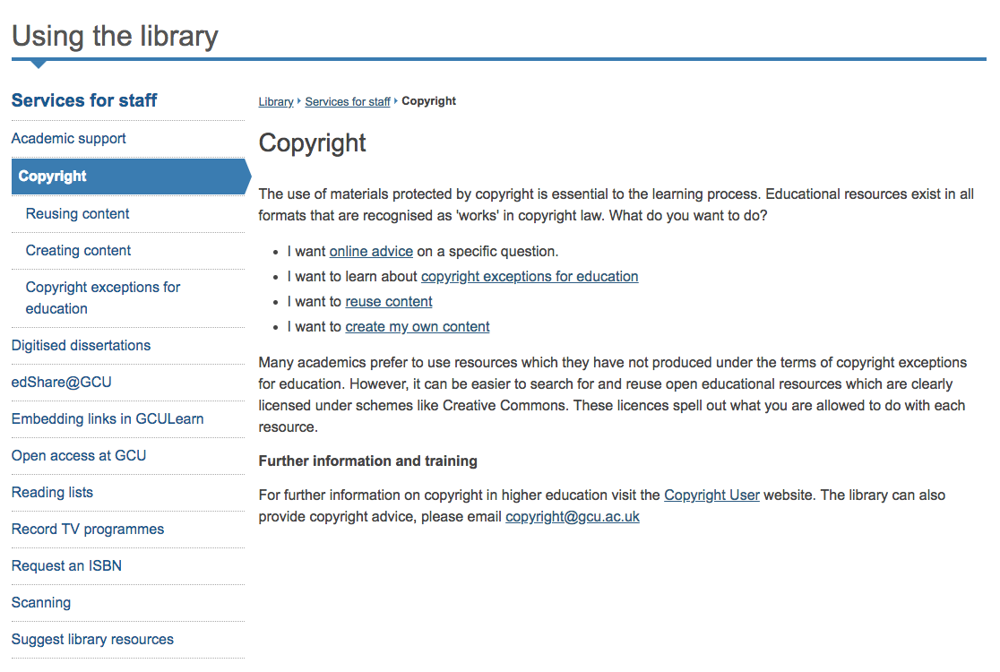 Using the library
Services for staff
Academic support
Copyright
Reusing content
Creating content
Copyright exceptions for
education
Digitised dissertations
edShare@GCU
Embedding links in GCULearn
Open access at GCU
Reading lists
Record TV programmes
Request an ISBN
Scanning
Suggest library resources
Library Services for staff Copyright
Copyright
The use of materials protected by copyright is essential to the learning process. Educational resources exist in all
formats that are recognised as 'works' in copyright law. What do you want to do?
• I want online advice on a specific question.
• I want to learn about copyright exceptions for education
• I want to reuse content
• I want to create my own content
Many academics prefer to use resources which they have not produced under the terms of copyright exceptions
for education. However, it can be easier to search for and reuse open educational resources which are clearly
licensed under schemes like Creative Commons. These licences spell out what you are allowed to do with each
resource.
Further information and training
For further information on copyright in higher education visit the Copyright User website. The library can also
provide copyright advice, please email copyright@gcu.ac.uk